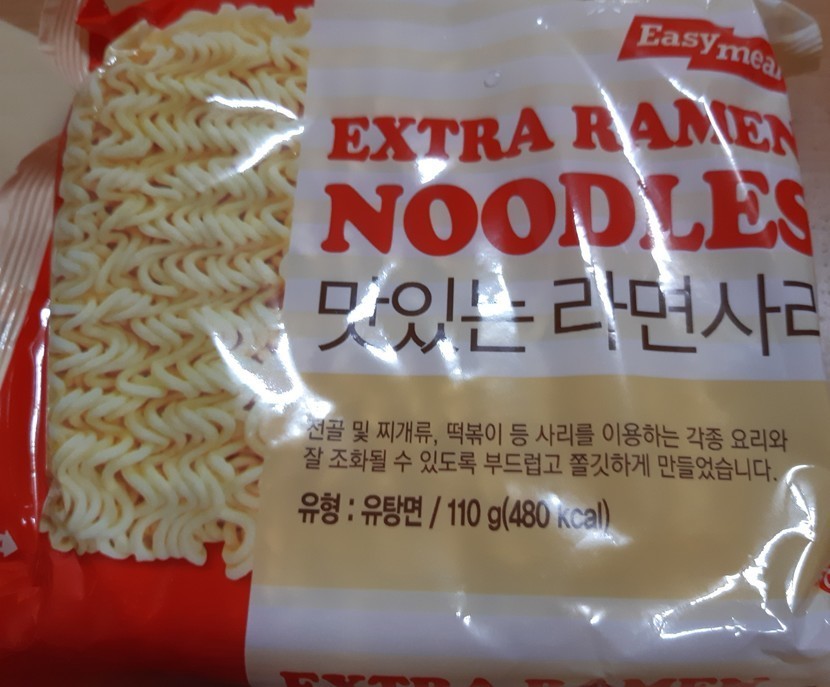 Easymeal
EXTRA RAMEN
NOODLES
맛있는 라면사리
전골 및 찌개류, 떡볶이 등 사리를 이용하는 각종 요리와
잘 조화될 수 있도록 부드럽고 쫄깃하게 만들었습니다.
유형 : 유탕면 / 110 g(480 kcal)
EXTRA RAMEN